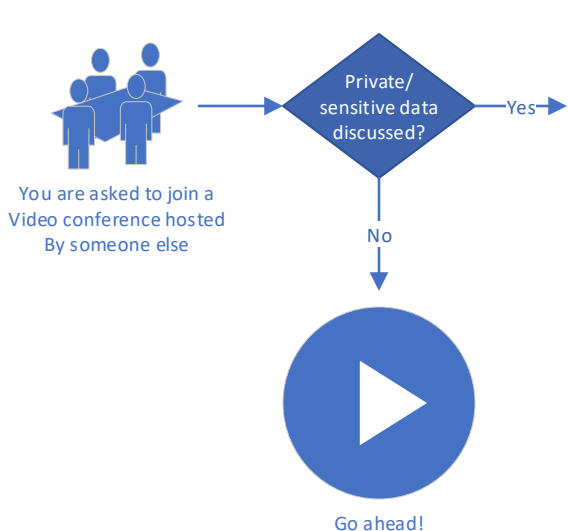 Private/
sensitive data
discussed?
Yes
You are asked to join a
Video conference hosted
By someone else
No
Go ahead!